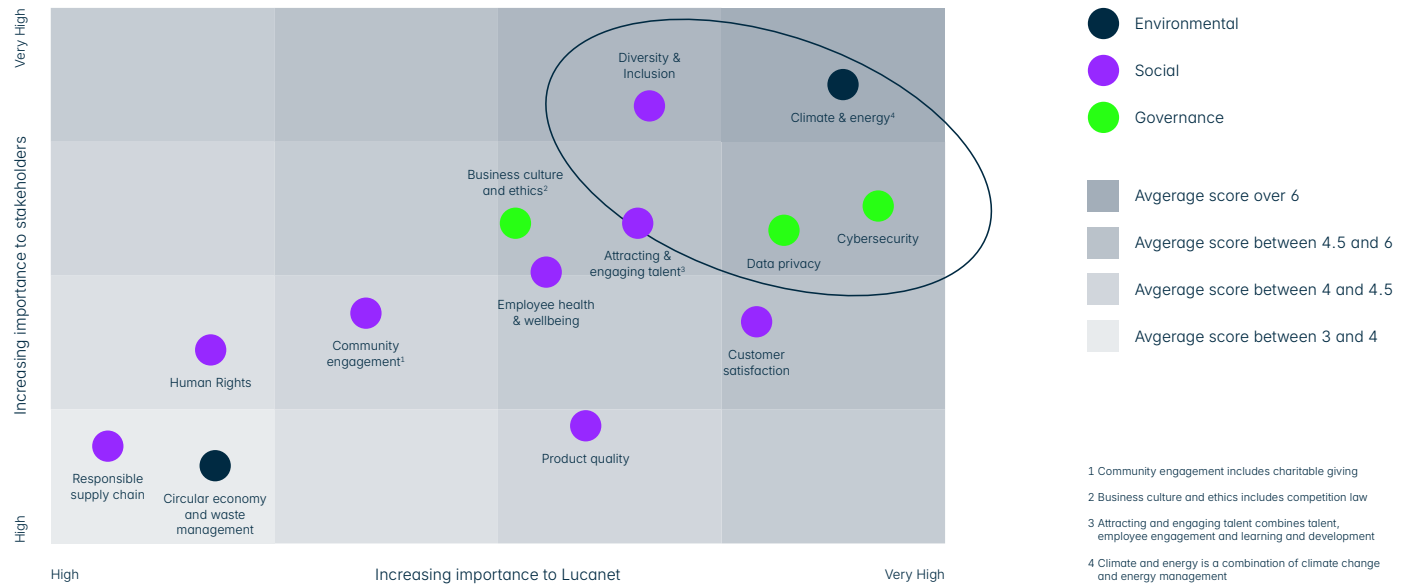 Very High
Increasing importance to stakeholders
High
Diversity &
Inclusion
Climate & energy⁴
Business culture
and ethics²
Cybersecurity
Attracting &
engaging talent³
Data privacy
Employee health
& wellbeing
Community
engagement¹
Customer
satisfaction
Human Rights
Product quality
Responsible
supply chain
Circular economy
and waste
management
High
Increasing importance to Lucanet
Very High
Environmental
Social
Governance
Avgerage score over 6
Avgerage score between 4.5 and 6
Avgerage score between 4 and 4.5
Avgerage score between 3 and 4
1 Community engagement includes charitable giving
2 Business culture and ethics includes competition law
3 Attracting and engaging talent combines talent,
employee engagement and learning and development
4 Climate and energy is a combination of climate change
and energy management